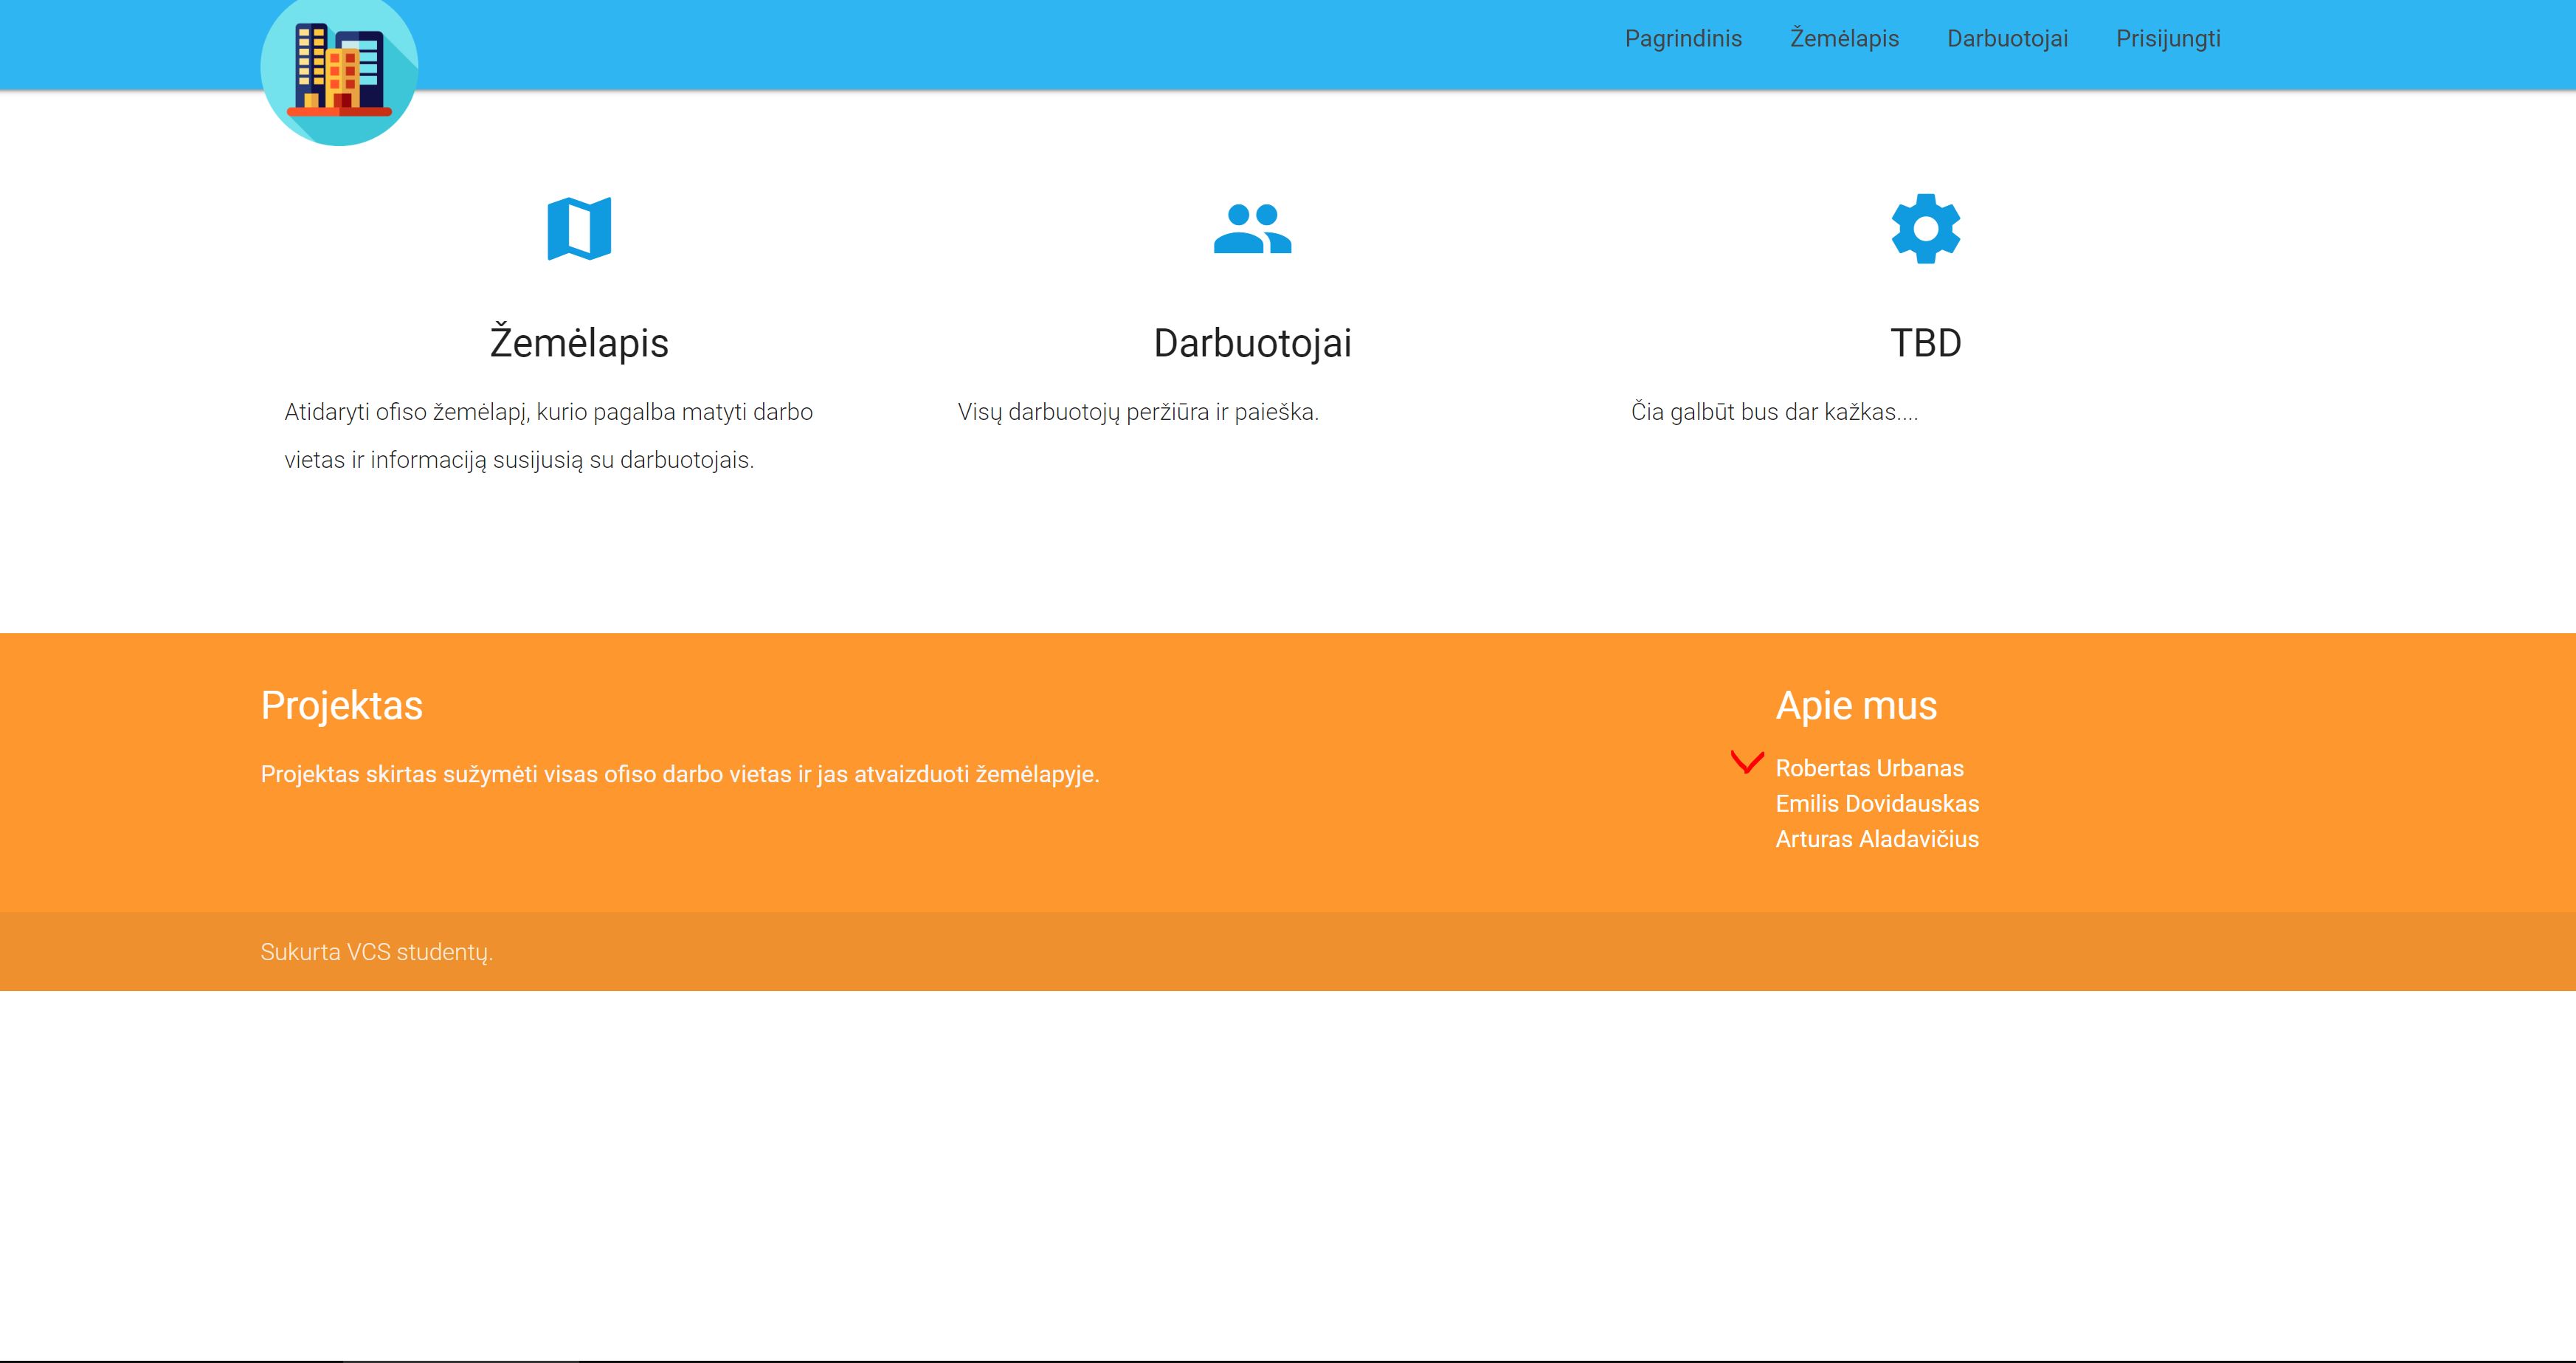 Pagrindinis Žemėlapis Darbuotojai Prisijungti
Žemėlapis
Atidaryti ofiso žemėlapį, kurio pagalba matyti darbo
vietas ir informaciją susijusią su darbuotojais.
Darbuotojai
Visų darbuotojų peržiūra ir paieška.
TBD
Čia galbūt bus dar kažkas....
Projektas
Projektas skirtas sužymėti visas ofiso darbo vietas ir jas atvaizduoti žemėlapyje.
Apie mus
Robertas Urbanas
Emilis Dovidauskas
Arturas Aladavičius
Sukurta VCS studentų.